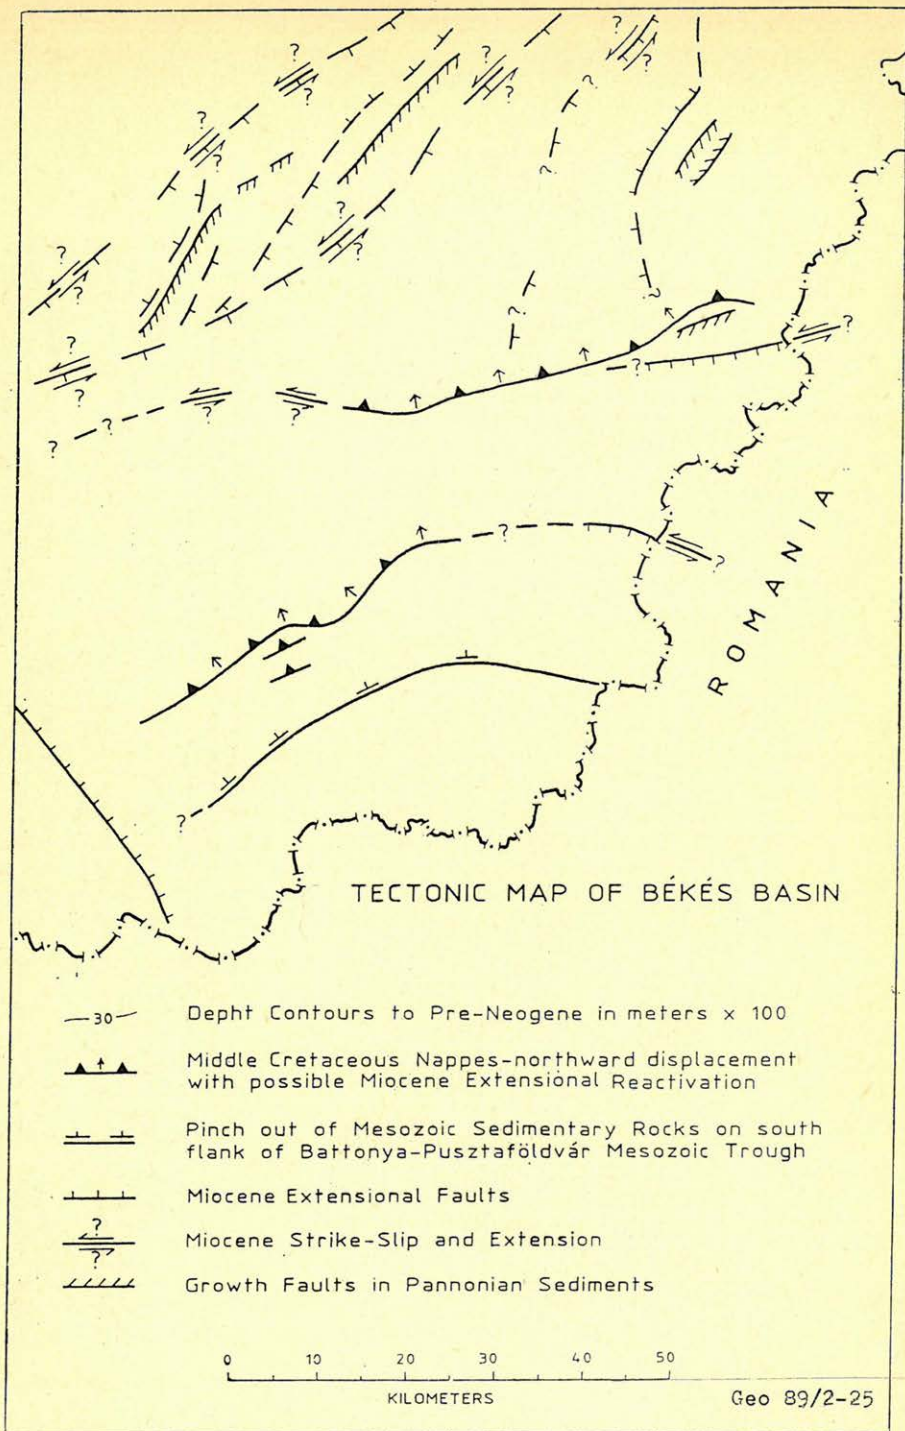 ROMANIA
TECTONIC MAP OF BÉKÉS BASIN
—30— Depht Contours to Pre-Neogene in meters x 100
Middle Cretaceous Nappes-northward displacement
with possible Miocene Extensional Reactivation
Pinch out of Mesozoic Sedimentary Rocks on south
flank of Battonya-Pusztaföldvár Mesozoic Trough
Miocene Extensional Faults
? ? Miocene Strike-Slip and Extension
Growth Faults in Pannonian Sediments
0 10 20 30 40 50
KILOMETERS
Geo 89/2-25